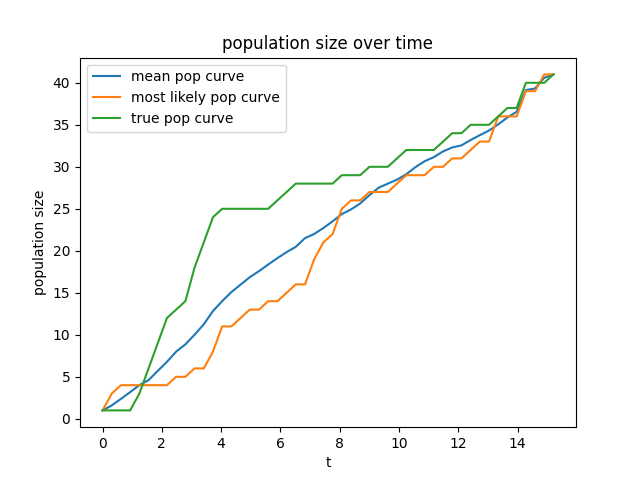 population size over time
mean pop curve
most likely pop curve
true pop curve
population size
40
35
30
25
20
15
10
5
0
0 2 4 6 8 10 12 14
t